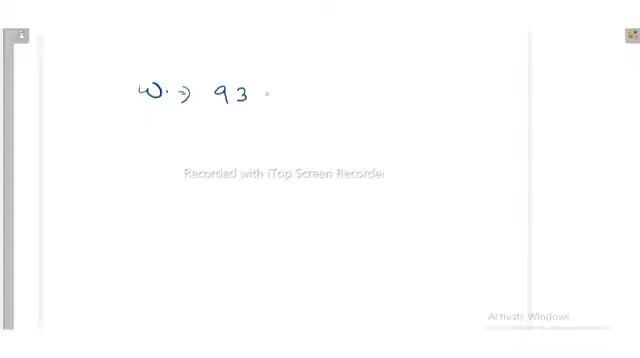 W. => 93
Recorded with iTop Screen Recorder
Activate Windows